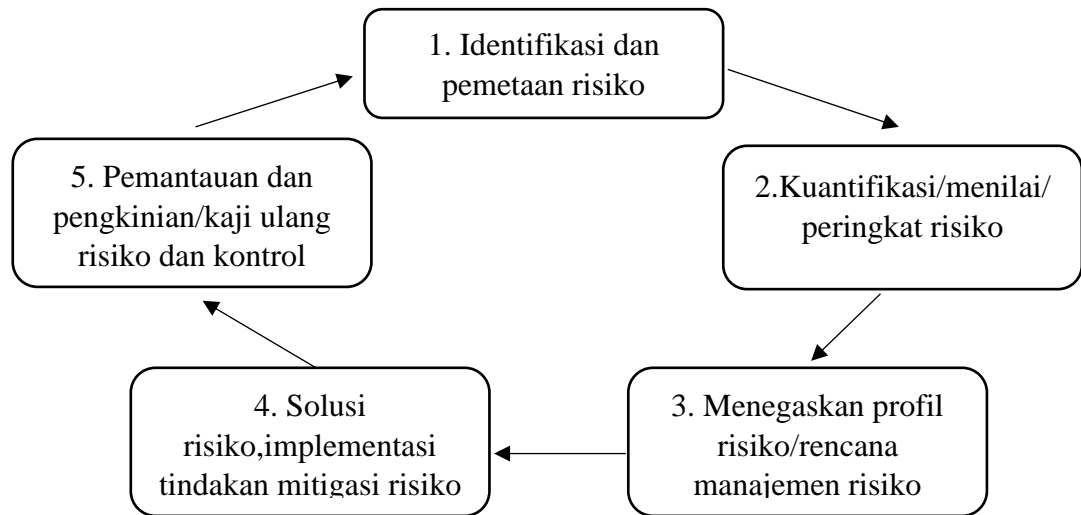 1. Identifikasi dan
pemetaan risiko
2.Kuantifikasi/menilai/
peringkat risiko
3. Menegaskan profil
risiko/rencana
manajemen risiko
4. Solusi
risiko,implementasi
tindakan mitigasi risiko
5. Pemantauan dan
pengkinian/kaji ulang
risiko dan kontrol